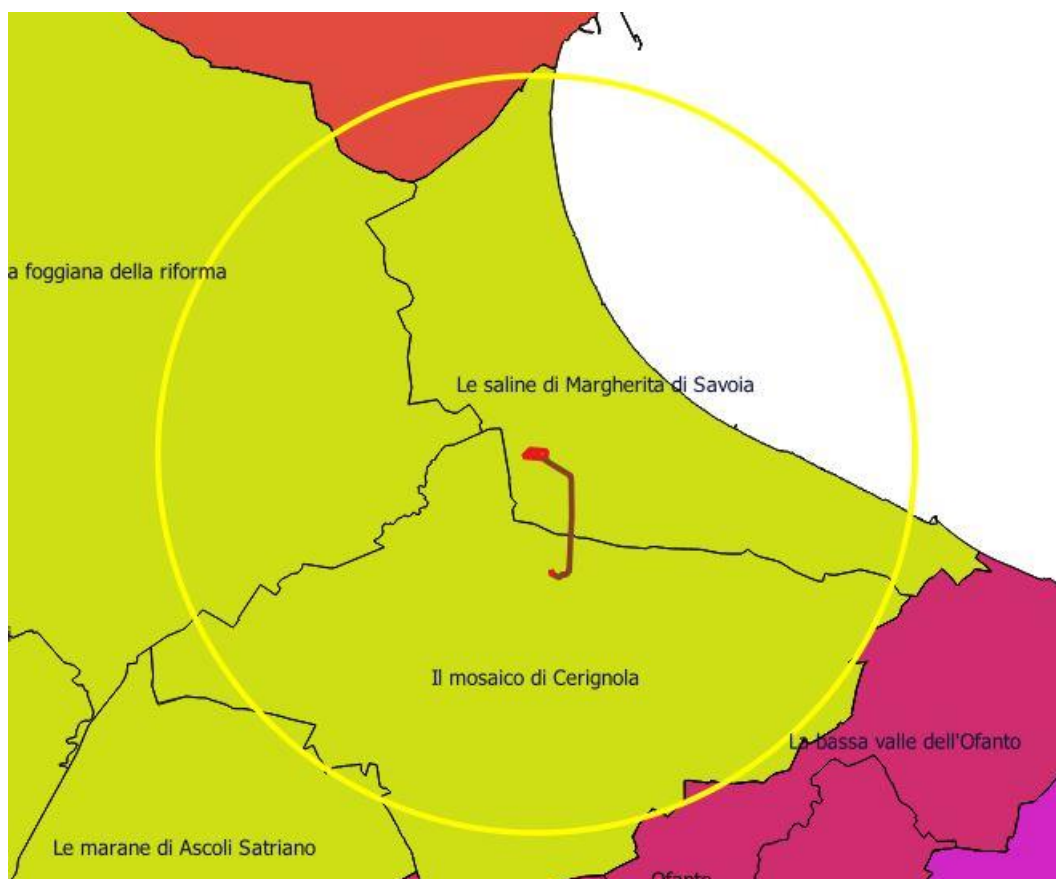 a foggiana della riforma
Le saline di Margherita di Savoia
Il mosaico di Cerignola
La bassa valle dell'Ofanto
Le marane di Ascoli Satriano
Ofanto